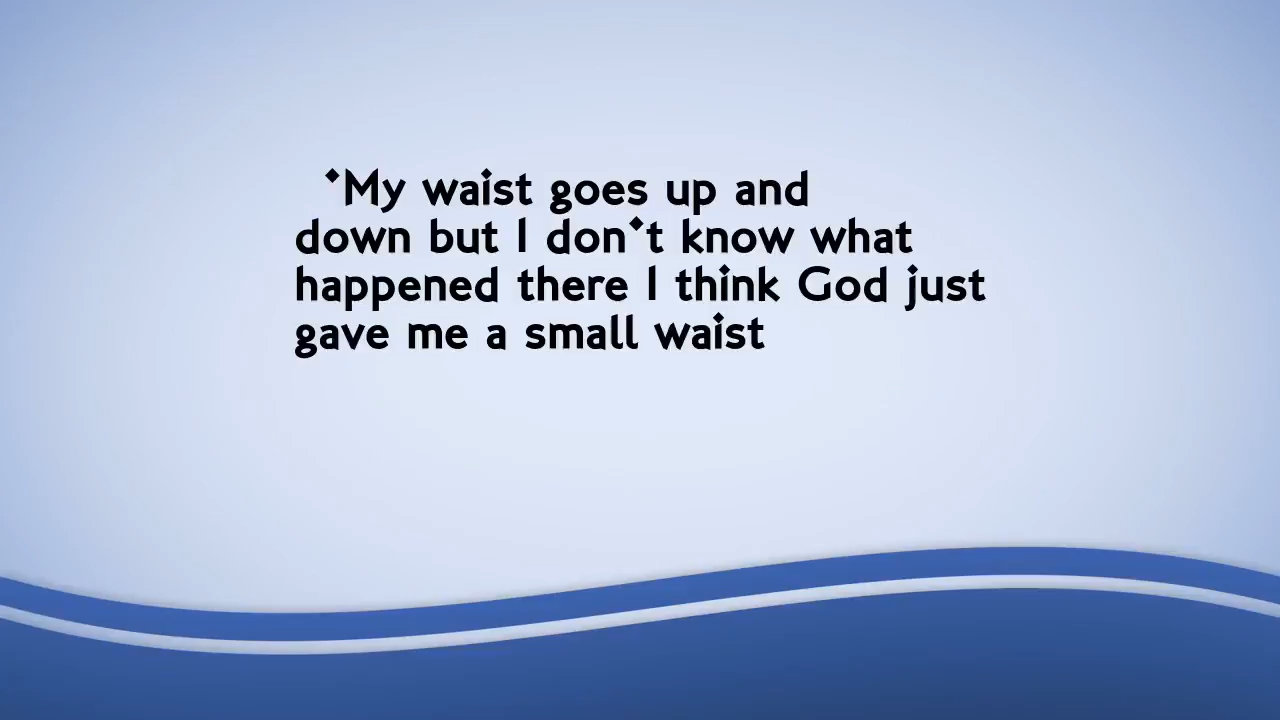 'My waist goes up and
down but I don't know what
happened there I think God just
gave me a small waist